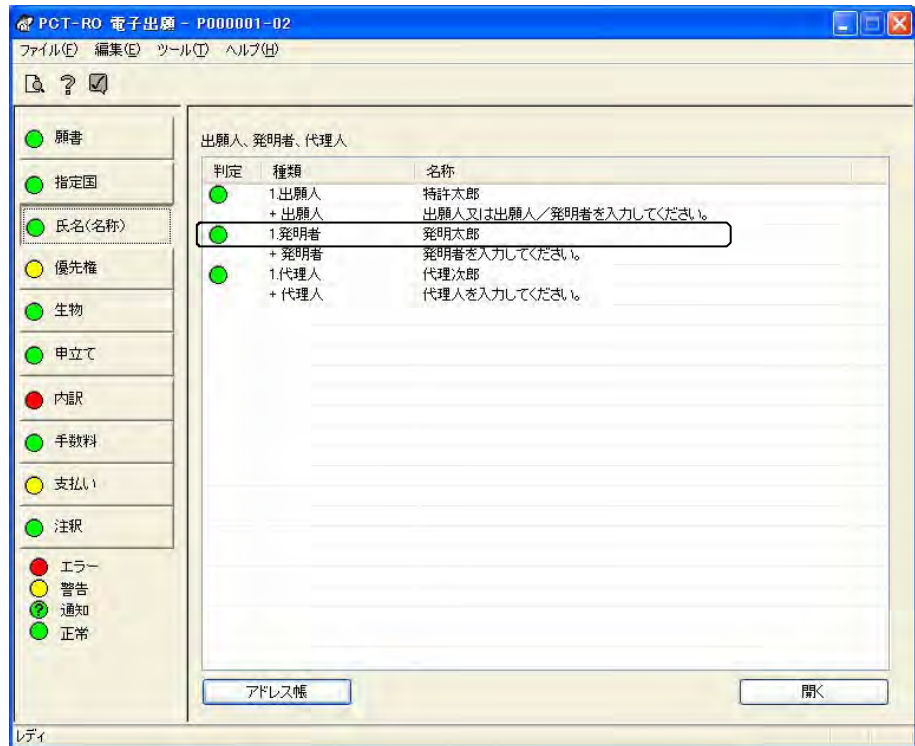 PCT-RO 電子出願 - P000001-02
ファイル(F) 編集(E) ツール(T) ヘルプ(H)
願書
指定国
氏名(名称)
優先権
生物
申立て
内訳
手数料
支払い
注釈
エラー
警告
通知
正常
出願人、発明者、代理人
判定 種類 名称
1.出願人 特許太郎
+ 出願人 出願人又は出願人／発明者を入力してください。
1.発明者 発明太郎
+ 発明者 発明者を入力してください。
1.代理人 代理次郎
+ 代理人 代理人を入力してください。
アドレス帳 開く
レディ